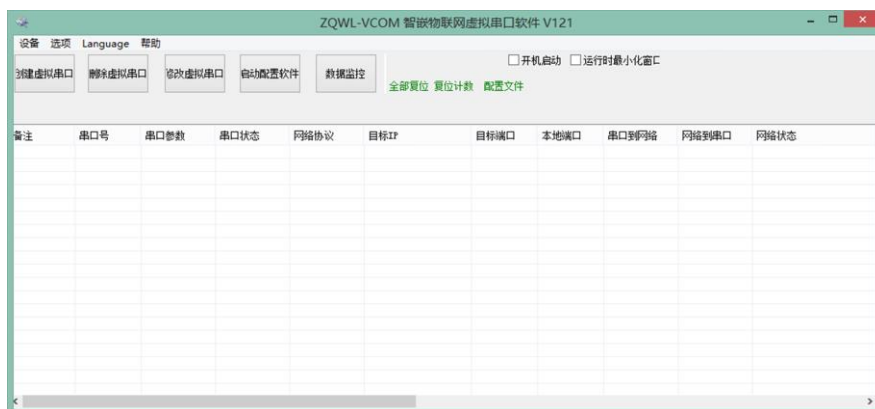 ZQWL-VCOM 智嵌物联网虚拟串口软件 V121
设备 选项 Language 帮助
创建虚拟串口 删除虚拟串口 修改虚拟串口 启动配置软件 数据监控
开机启动 运行时最小化窗口
全部复位 复位计数 配置文件
备注 串口号 串口参数 串口状态 网络协议 目标IP 目标端口 本地端口 串口到网络 网络到串口 网络状态